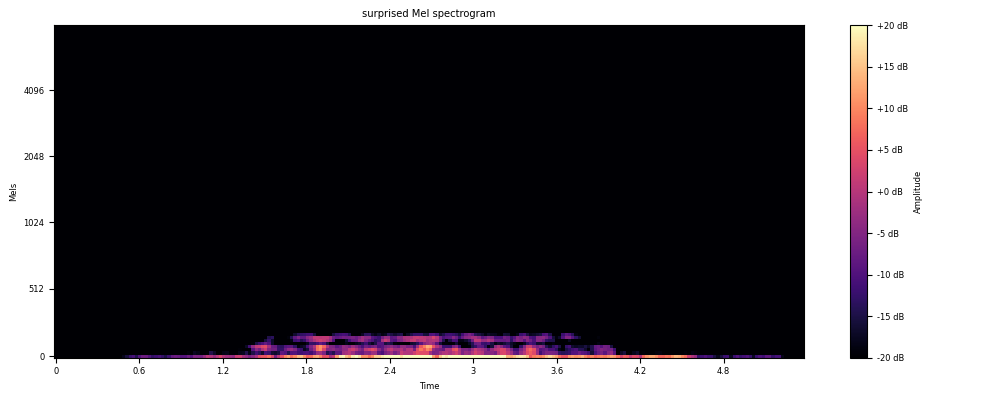 surprised Mel spectrogram
+20 dB
+15 dB
+10 dB
+5 dB
+0 dB
-5 dB
-10 dB
-15 dB
-20 dB
Amplitude
Mels
4096
2048
1024
512
0
0 0.6 1.2 1.8 2.4 3 3.6 4.2 4.8
Time